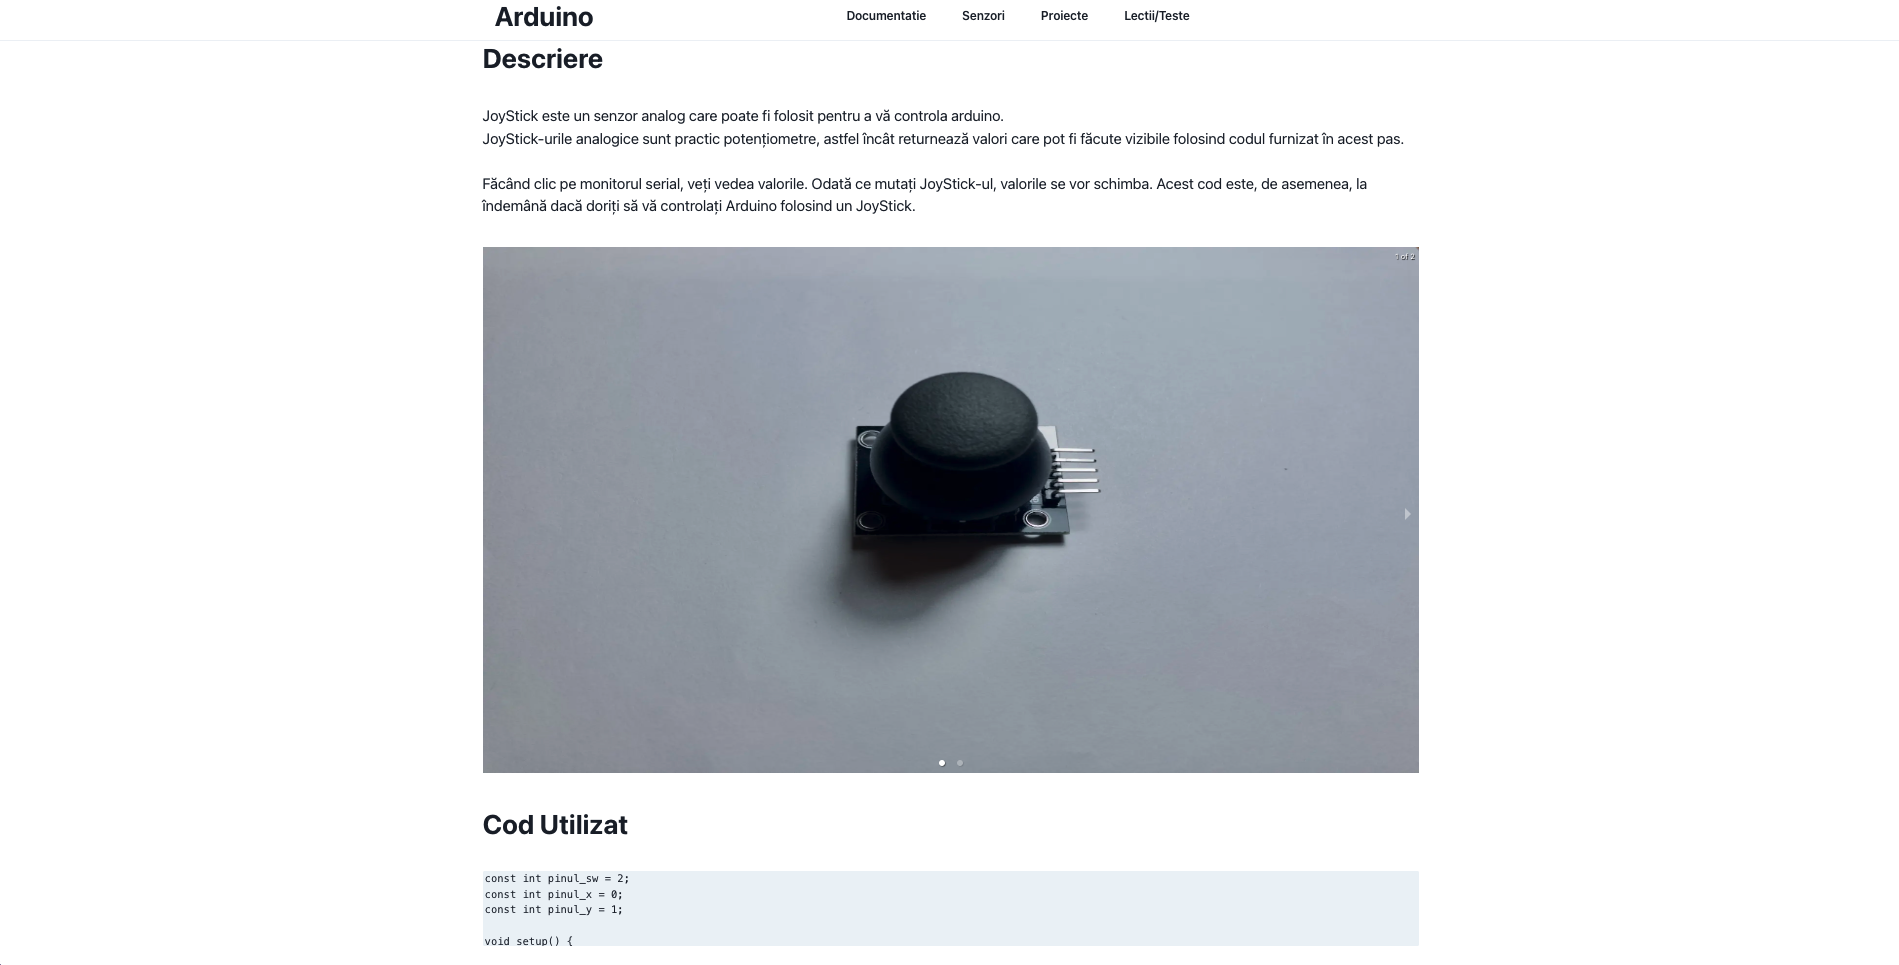 Arduino
Documentatie
Senzori
Proiecte
Lectii/Teste
Descriere
JoyStick este un senzor analog care poate fi folosit pentru a vă controla arduino.
JoyStick-urile analogice sunt practic potențiometre, astfel încât returnează valori care pot fi făcute vizibile folosind codul furnizat în acest pas.
Făcând clic pe monitorul serial, veți vedea valorile. Odată ce mutați JoyStick-ul, valorile se vor schimba. Acest cod este, de asemenea, la
îndemână dacă doriți să vă controlați Arduino folosind un JoyStick.
1 of 2
Cod Utilizat
const int pinul_sw = 2;
const int pinul_x = 0;
const int pinul_y = 1;
void setup() {